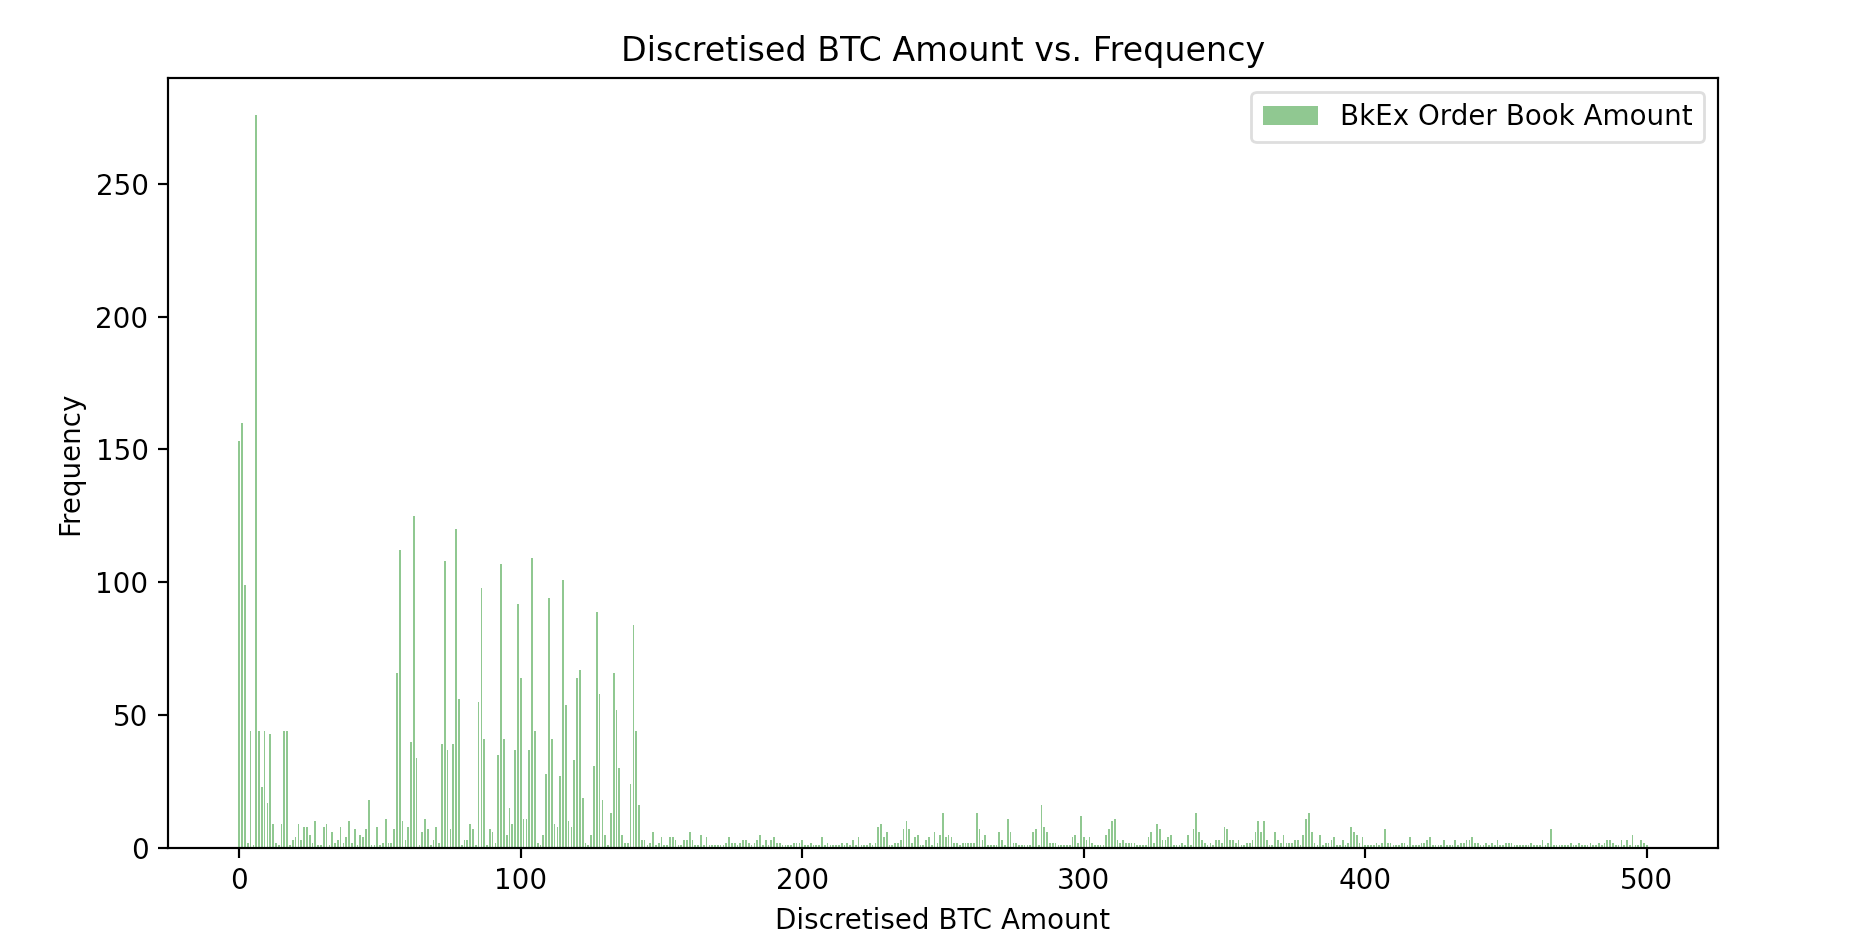 Discretised BTC Amount vs. Frequency
BkEx Order Book Amount
Frequency
250
200
150
100
50
0
0 100 200 300 400 500
Discretised BTC Amount